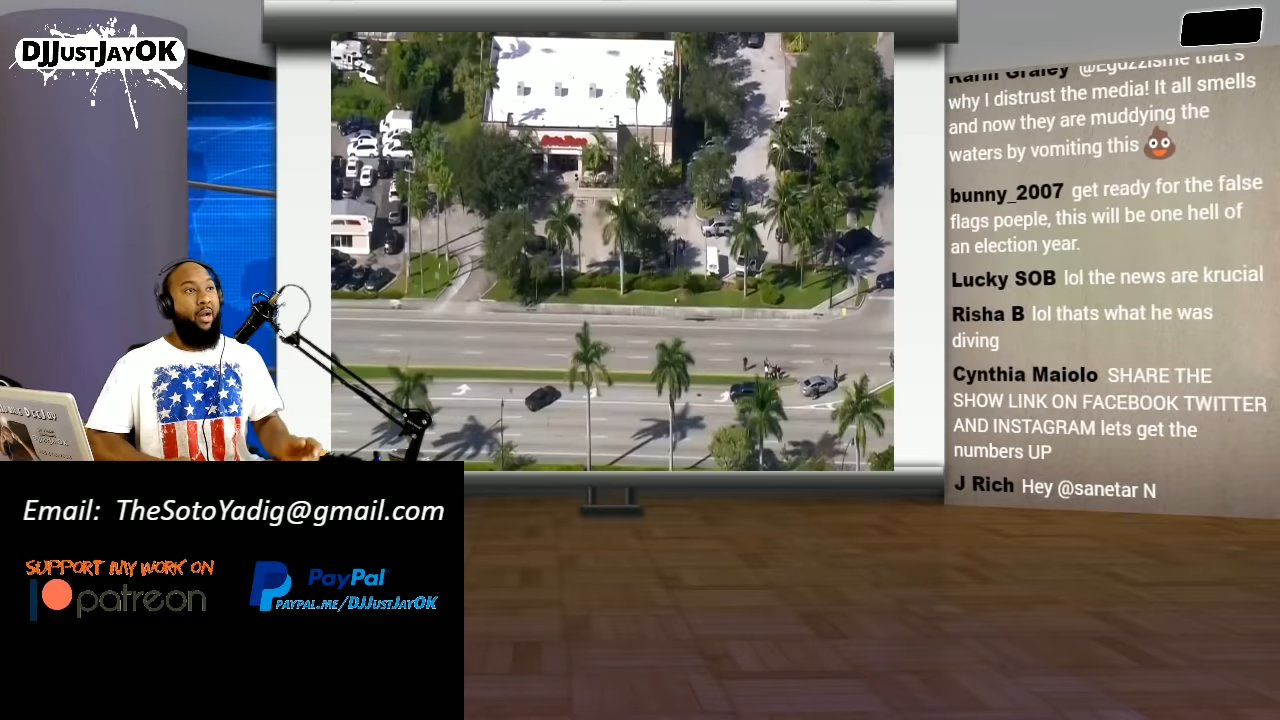 DJJustJayOK
Karin Graley @Eguzzisme that's
why I distrust the media! It all smells
and now they are muddying the
waters by vomiting this 💩
bunny_2007 get ready for the false
flags poeple, this will be one hell of
an election year.
Lucky SOB lol the news are krucial
Risha B lol thats what he was
diving
Cynthia Maiolo SHARE THE
SHOW LINK ON FACEBOOK TWITTER
AND INSTAGRAM lets get the
numbers UP
J Rich Hey @sanetar N
Email: TheSotoYadig@gmail.com
SUPPORT MY WORK ON
patreon
PayPal
PAYPAL.ME/DJJUSTJAYOK